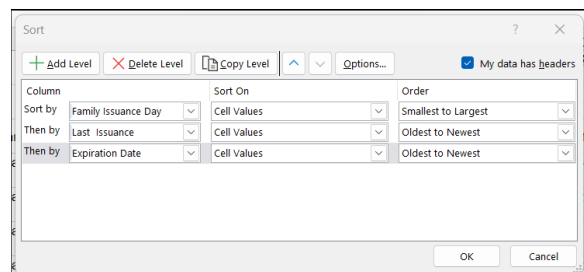 Sort ? ×
Add Level Delete Level Copy Level Options... My data has headers
Column Sort On Order
Sort by Family Issuance Day Cell Values Smallest to Largest
Then by Last Issuance Cell Values Oldest to Newest
Then by Expiration Date Cell Values Oldest to Newest
OK Cancel